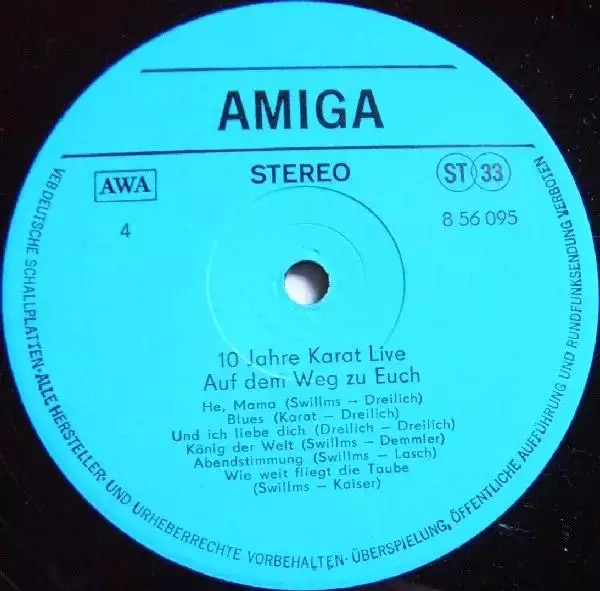 AMIGA
STEREO
AWA
ST 33
4
8 56 095
10 Jahre Karat Live
Auf dem Weg zu Euch
He, Mama (Swillms – Dreilich)
Blues (Karat – Dreilich)
Und ich liebe dich (Dreilich – Dreilich)
König der Welt (Swillms – Demmler)
Abendstimmung (Swillms – Lasch)
Wie weit fliegt die Taube
(Swillms – Kaiser)
VEB DEUTSCHE SCHALLPLATTEN · ALLE HERSTELLER- UND URHEBERRECHTE VORBEHALTEN · ÜBERSPIELUNG, ÖFFENTLICHE AUFFÜHRUNG UND RUNDFUNKSENDUNG VERBOTEN